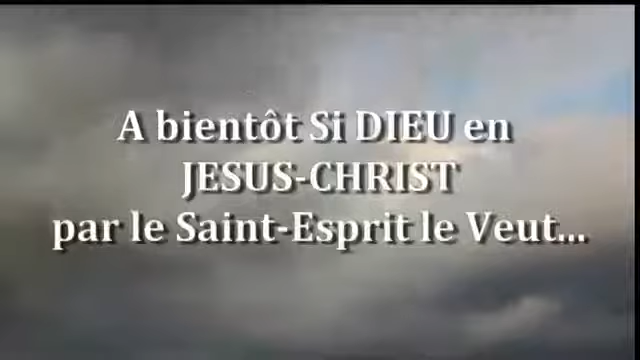 A bientôt Si DIEU en
JESUS-CHRIST
par le Saint-Esprit le Veut...